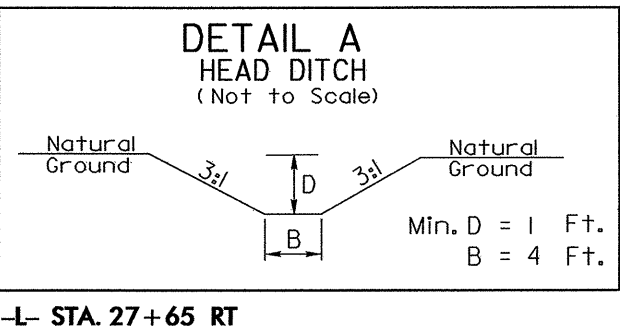 DETAIL A
HEAD DITCH
(Not to Scale)
Natural
Ground
3:1
D
3:1
Natural
Ground
B
Min. D = 1 Ft.
B = 4 Ft.
-L- STA. 27+65 RT